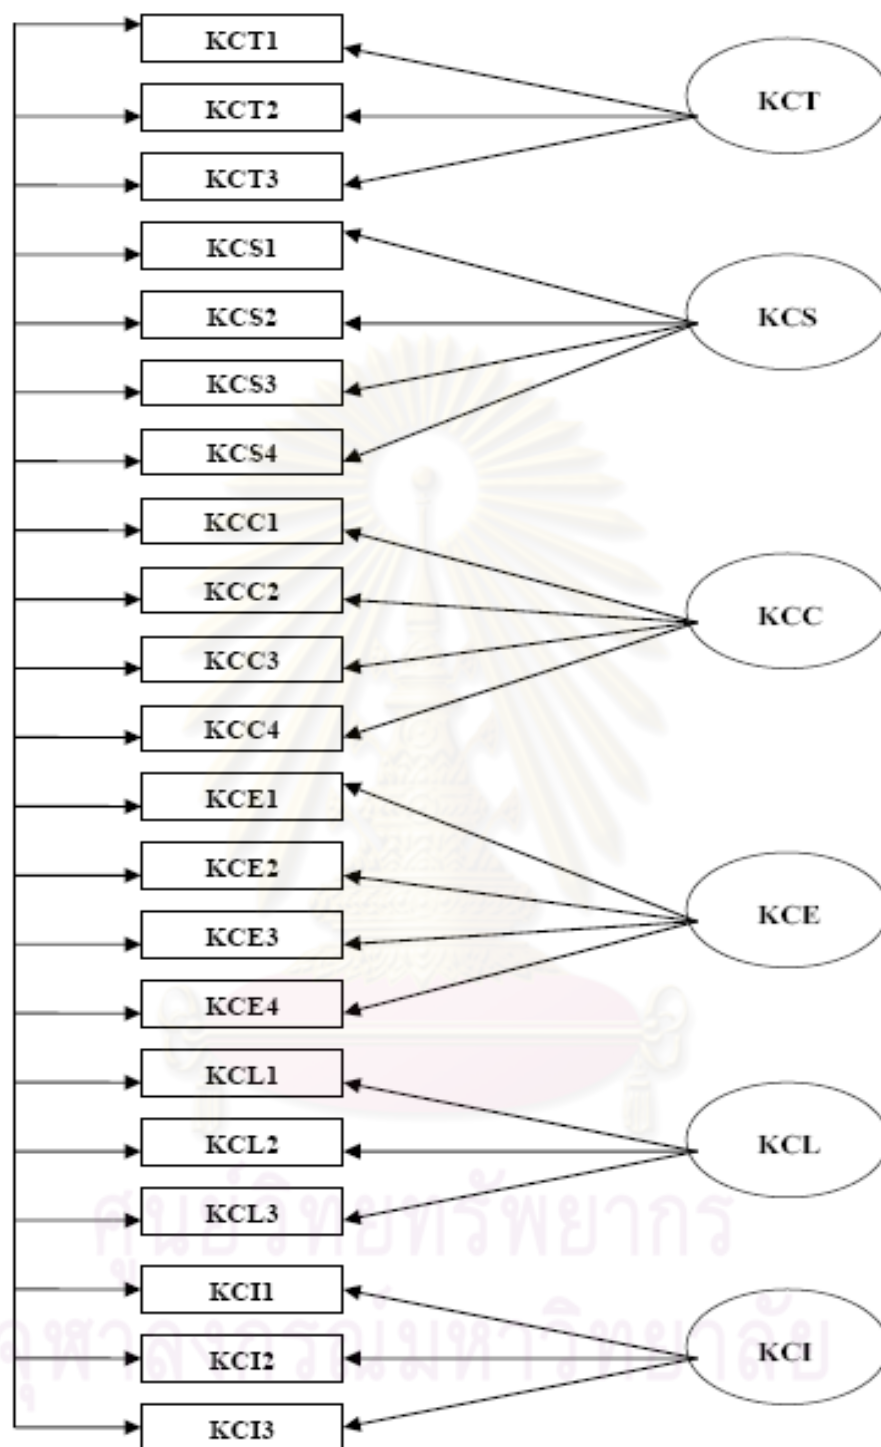 KCT1
KCT
KCT2
KCT3
KCS1
KCS2
KCS
KCS3
KCS4
KCC1
KCC2
KCC
KCC3
KCC4
KCE1
KCE2
KCE
KCE3
KCE4
KCL1
KCL2
KCL
KCL3
ศูนย์วิทยทรัพยากร
KCI1
จุฬาลงกรณ์มหาวิทยาลัย
KCI2
KCI
KCI3